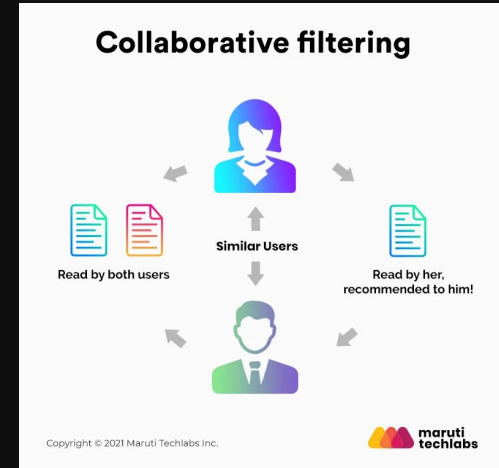 Collaborative filtering
Similar Users
Read by both users
Read by her,
recommended to him!
Copyright © 2021 Maruti Techlabs Inc.
maruti
techlabs